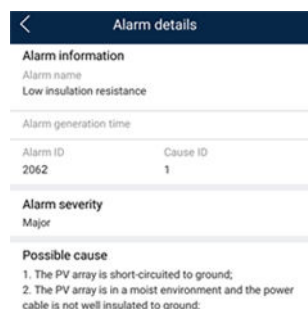 Alarm details
Alarm information
Alarm name
Low insulation resistance
Alarm generation time
Alarm ID Cause ID
2062 1
Alarm severity
Major
Possible cause
1. The PV array is short-circuited to ground;
2. The PV array is in a moist environment and the power
cable is not well insulated to ground;